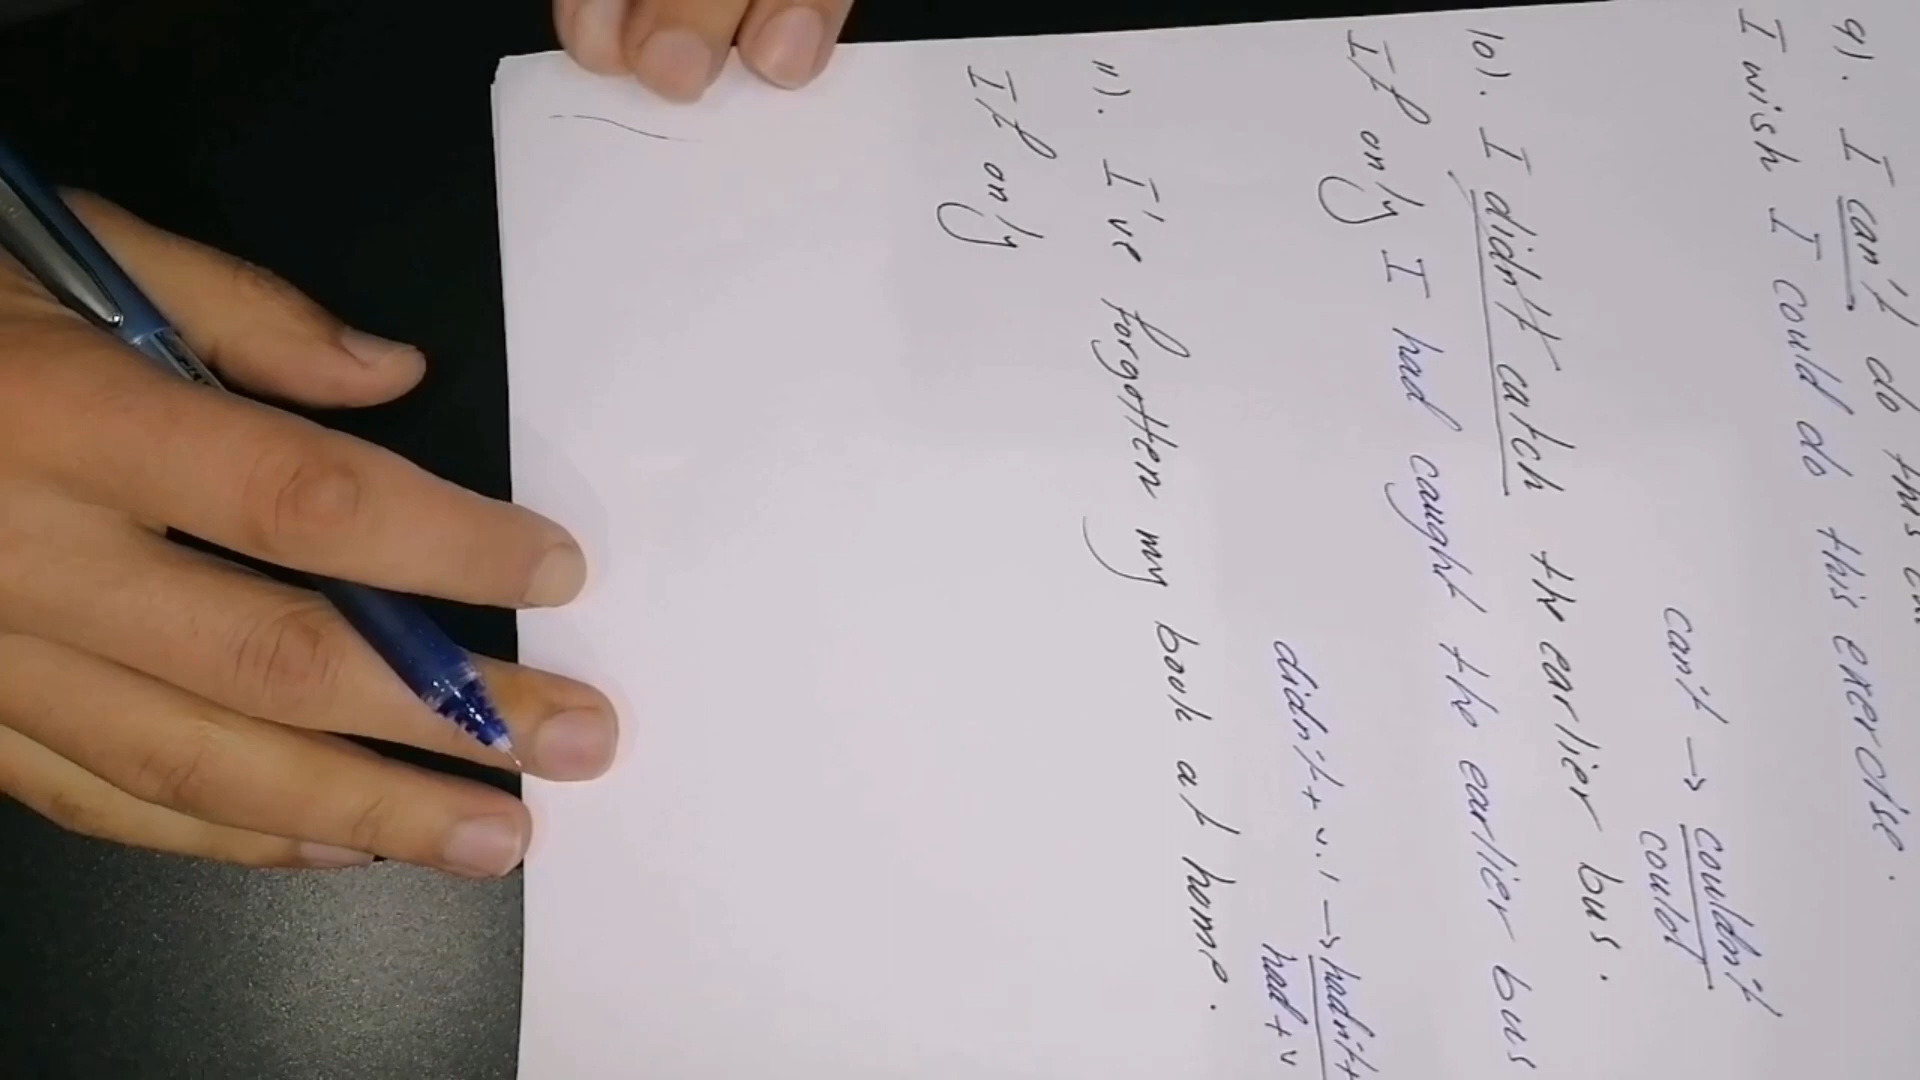 9). I can't do this
I wish I could do this exercise.
can't → couldn't
could
10). I didn't catch the earlier bus.
If only I had caught the earlier bus
didn't + v.1 → hadn't+
had + v
11). I've forgotten my book at home.
If only